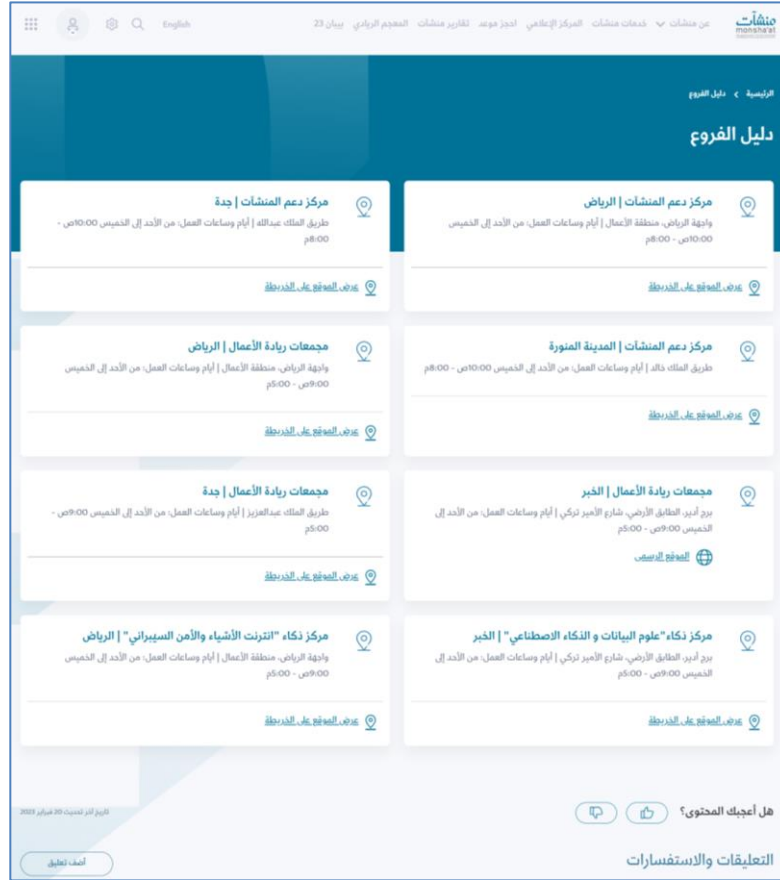 منشآت
monsha'at
عن منشآت خدمات منشآت المركز الإعلامي احجز موعد تقارير منشآت المعجم الريادي بيبان 23
English
الرئيسية > دليل الفروع
دليل الفروع
مركز دعم المنشآت | الرياض
واجهة الرياض، منطقة الأعمال | أيام وساعات العمل: من الأحد إلى الخميس
10:00ص - 8:00م
عرض الموقع على الخريطة
مركز دعم المنشآت | جدة
طريق الملك عبدالله | أيام وساعات العمل: من الأحد إلى الخميس 10:00ص -
8:00م
عرض الموقع على الخريطة
مركز دعم المنشآت | المدينة المنورة
طريق الملك خالد | أيام وساعات العمل: من الأحد إلى الخميس 10:00ص - 8:00م
عرض الموقع على الخريطة
مجمعات ريادة الأعمال | الرياض
واجهة الرياض، منطقة الأعمال | أيام وساعات العمل: من الأحد إلى الخميس
9:00ص - 5:00م
عرض الموقع على الخريطة
مجمعات ريادة الأعمال | الخبر
برج أدير، الطابق الأرضي، شارع الأمير تركي | أيام وساعات العمل: من الأحد إلى
الخميس 9:00ص - 5:00م
الموقع الرسمي
مجمعات ريادة الأعمال | جدة
طريق الملك عبدالعزيز | أيام وساعات العمل: من الأحد إلى الخميس 9:00ص -
5:00م
عرض الموقع على الخريطة
مركز ذكاء"علوم البيانات و الذكاء الاصطناعي" | الخبر
برج أدير، الطابق الأرضي، شارع الأمير تركي | أيام وساعات العمل: من الأحد إلى
الخميس 9:00ص - 5:00م
عرض الموقع على الخريطة
مركز ذكاء "انترنت الأشياء والأمن السيبراني" | الرياض
واجهة الرياض، منطقة الأعمال | أيام وساعات العمل: من الأحد إلى الخميس
9:00ص - 5:00م
عرض الموقع على الخريطة
هل أعجبك المحتوى؟
تاريخ آخر تحديث 20 فبراير 2023
التعليقات والاستفسارات
أضف تعليق